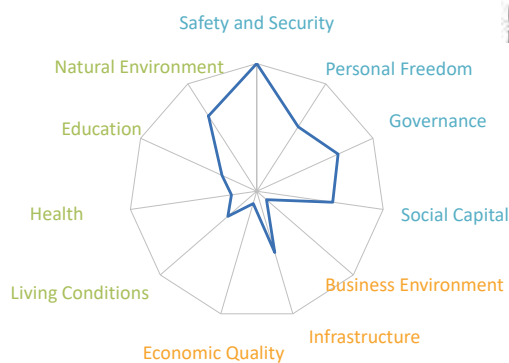 Safety and Security
Natural Environment
Personal Freedom
Education
Governance
Health
Social Capital
Living Conditions
Business Environment
Infrastructure
Economic Quality